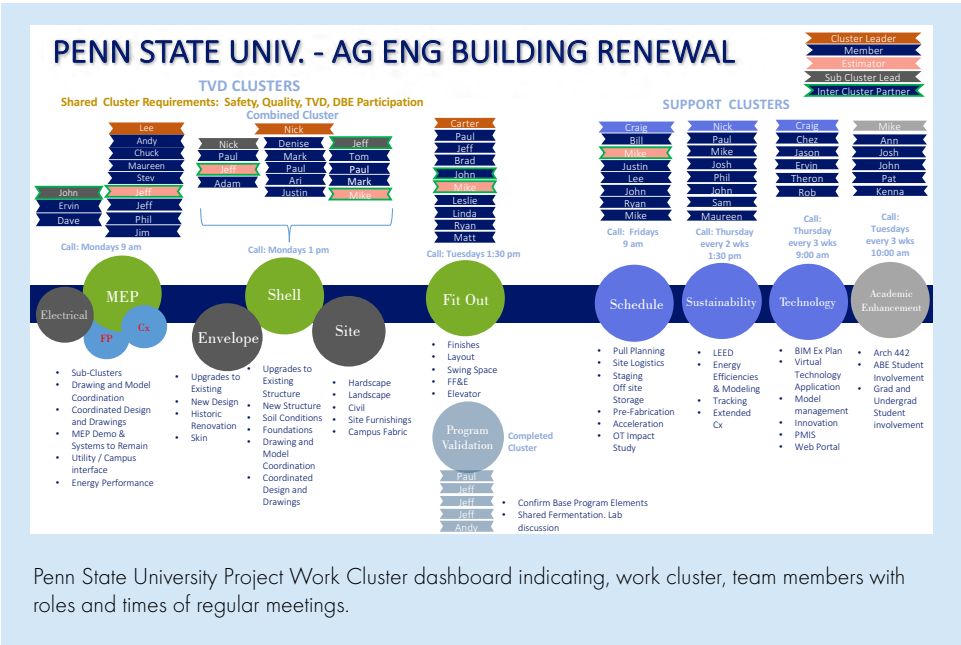 PENN STATE UNIV. - AG ENG BUILDING RENEWAL
Cluster Leader
Member
Estimator
Sub Cluster Lead
Inter Cluster Partner
TVD CLUSTERS
Shared Cluster Requirements: Safety, Quality, TVD, DBE Participation
Combined Cluster
SUPPORT CLUSTERS
John
Ervin
Dave
Lee
Andy
Chuck
Maureen
Stev
Jeff
Jeff
Phil
Jim
Call: Mondays 9 am
Nick
Nick
Paul
Jeff
Adam
Denise
Mark
Paul
Ari
Justin
Jeff
Tom
Paul
Mark
Mike
Call: Mondays 1 pm
Carter
Paul
Jeff
Brad
John
Mike
Leslie
Linda
Ryan
Matt
Call: Tuesdays 1:30 pm
Craig
Bill
Mike
Justin
Lee
John
Ryan
Mike
Call: Fridays
9 am
Nick
Paul
Mike
Josh
Phil
John
Sam
Maureen
Call: Thursday
every 2 wks
1:30 pm
Craig
Chez
Jason
Ervin
Theron
Rob
Call:
Thursday
every 3 wks
9:00 am
Mike
Ann
Josh
John
Pat
Kenna
Call:
Tuesdays
every 3 wks
10:00 am
MEP
Electrical
FP
Cx
Shell
Envelope
Site
Fit Out
Schedule
Sustainability
Technology
Academic
Enhancement
• Sub-Clusters
• Drawing and Model
Coordination
• Coordinated Design
and Drawings
• MEP Demo &
Systems to Remain
• Utility / Campus
interface
• Energy Performance
• Upgrades to
Existing
• New Design
• Historic
Renovation
• Skin
• Upgrades to
Existing
Structure
• New Structure
• Soil Conditions
• Foundations
• Drawing and
Model
Coordination
• Coordinated
Design and
Drawings
• Hardscape
• Landscape
• Civil
• Site Furnishings
• Campus Fabric
• Finishes
• Layout
• Swing Space
• FF&E
• Elevator
Program
Validation
Completed
Cluster
Paul
Jeff
Jeff
Jeff
Andy
• Confirm Base Program Elements
• Shared Fermentation. Lab
discussion
• Pull Planning
• Site Logistics
• Staging
Off site
Storage
• Pre-Fabrication
• Acceleration
• OT Impact
Study
• LEED
• Energy
Efficiencies
& Modeling
• Tracking
• Extended
Cx
• BIM Ex Plan
• Virtual
Technology
Application
• Model
management
• Innovation
• PMIS
• Web Portal
• Arch 442
• ABE Student
Involvement
• Grad and
Undergrad
Student
involvement
Penn State University Project Work Cluster dashboard indicating, work cluster, team members with
roles and times of regular meetings.